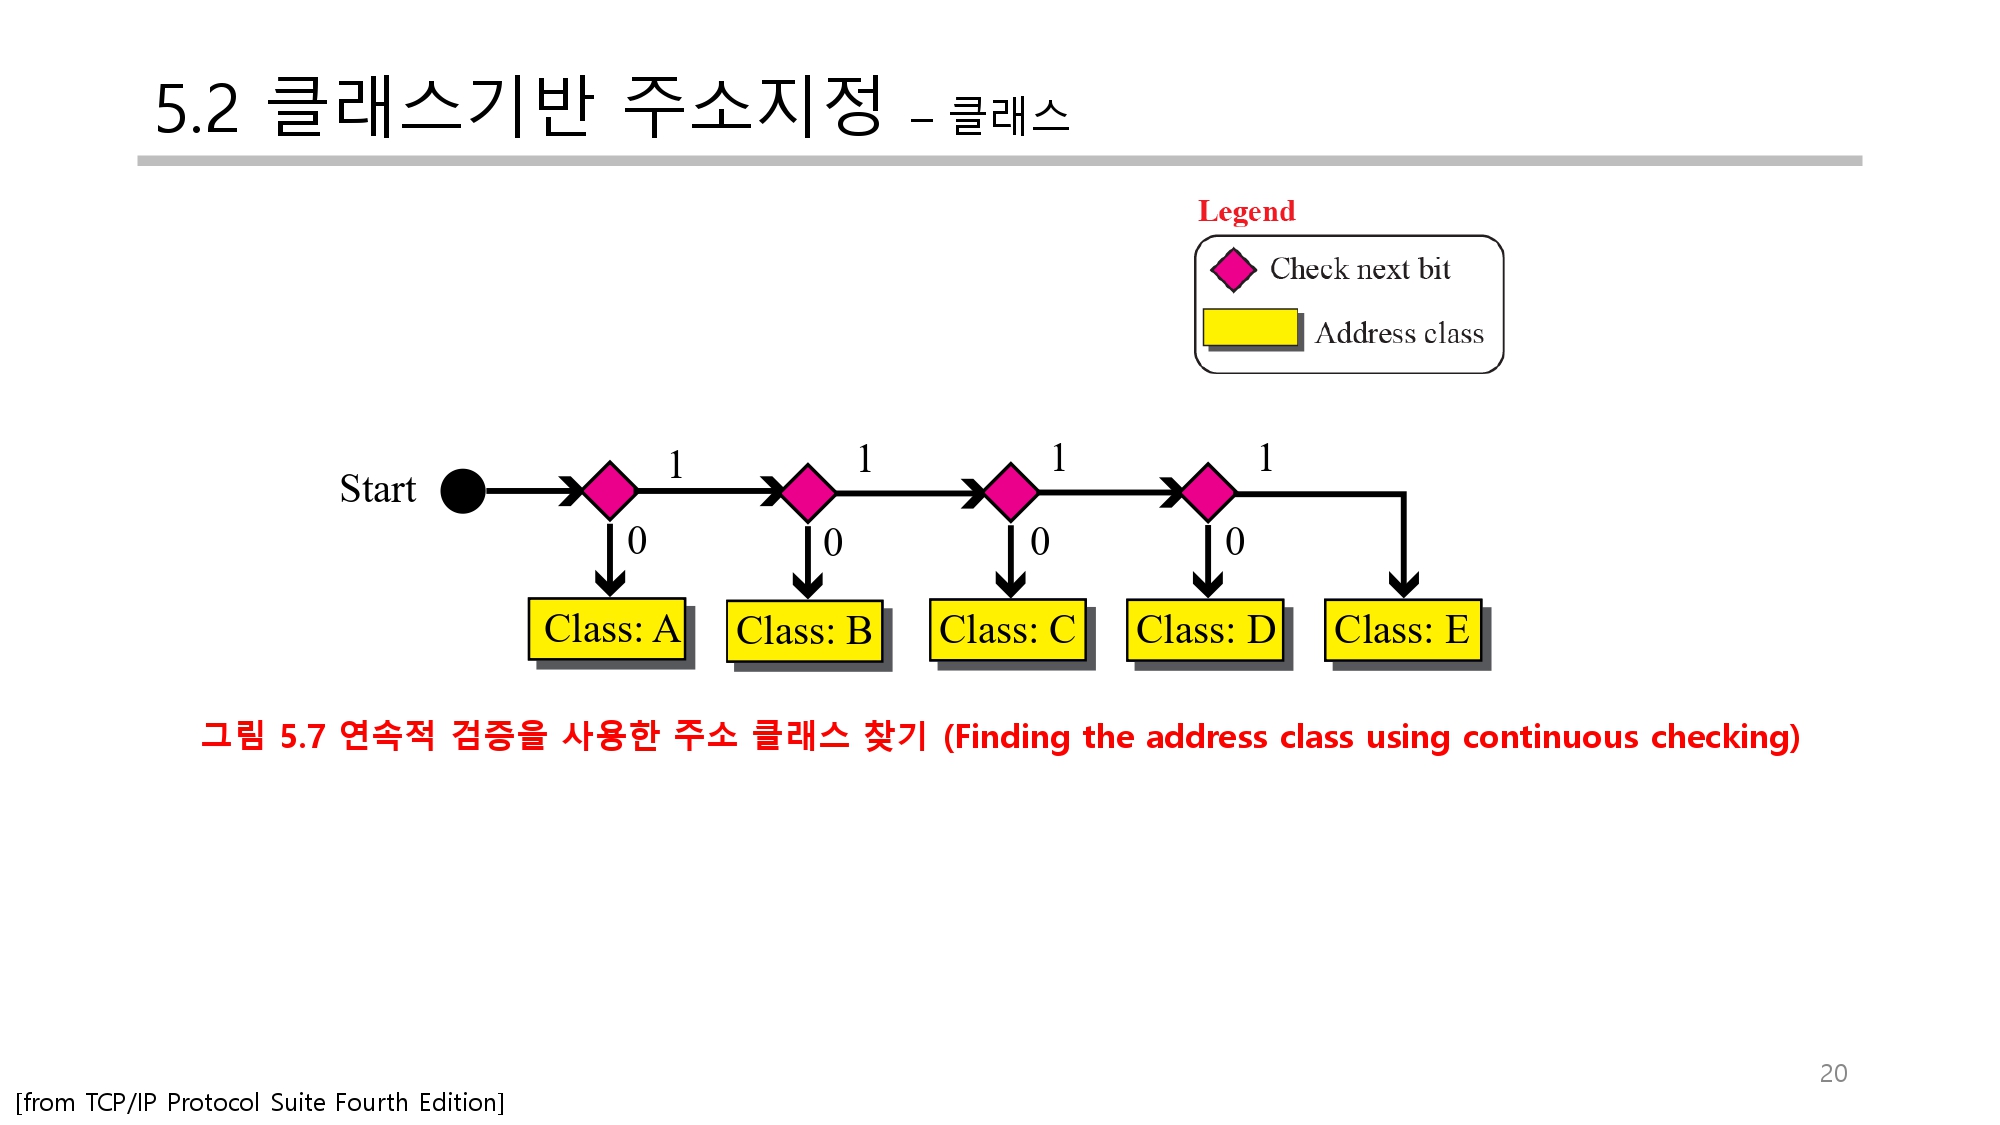 5.2 클래스기반 주소지정 – 클래스
Legend
Check next bit
Address class
Start
1
1
1
1
0
0
0
0
Class: A
Class: B
Class: C
Class: D
Class: E
그림 5.7 연속적 검증을 사용한 주소 클래스 찾기 (Finding the address class using continuous checking)
20
[from TCP/IP Protocol Suite Fourth Edition]